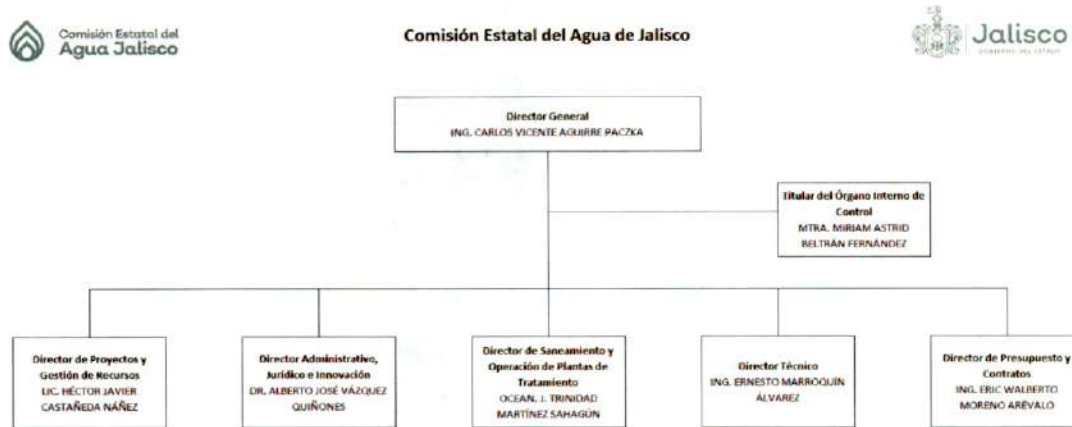 Comisión Estatal del
Agua Jalisco
Comisión Estatal del Agua de Jalisco
Jalisco
GOBIERNO DEL ESTADO
Director General
ING. CARLOS VICENTE AGUIRRE PACZKA
Titular del Órgano Interno de
Control
MTRA. MIRIAM ASTRID
BELTRÁN FERNÁNDEZ
Director de Proyectos y
Gestión de Recursos
LIC. HÉCTOR JAVIER
CASTAÑEDA NÁÑEZ
Director Administrativo,
Jurídico e Innovación
DR. ALBERTO JOSÉ VÁZQUEZ
QUIÑONES
Director de Saneamiento y
Operación de Plantas de
Tratamiento
OCEAN. J. TRINIDAD
MARTÍNEZ SAHAGÚN
Director Técnico
ING. ERNESTO MARROQUÍN
ÁLVAREZ
Director de Presupuesto y
Contratos
ING. ERIC WALBERTO
MORENO ARÉVALO